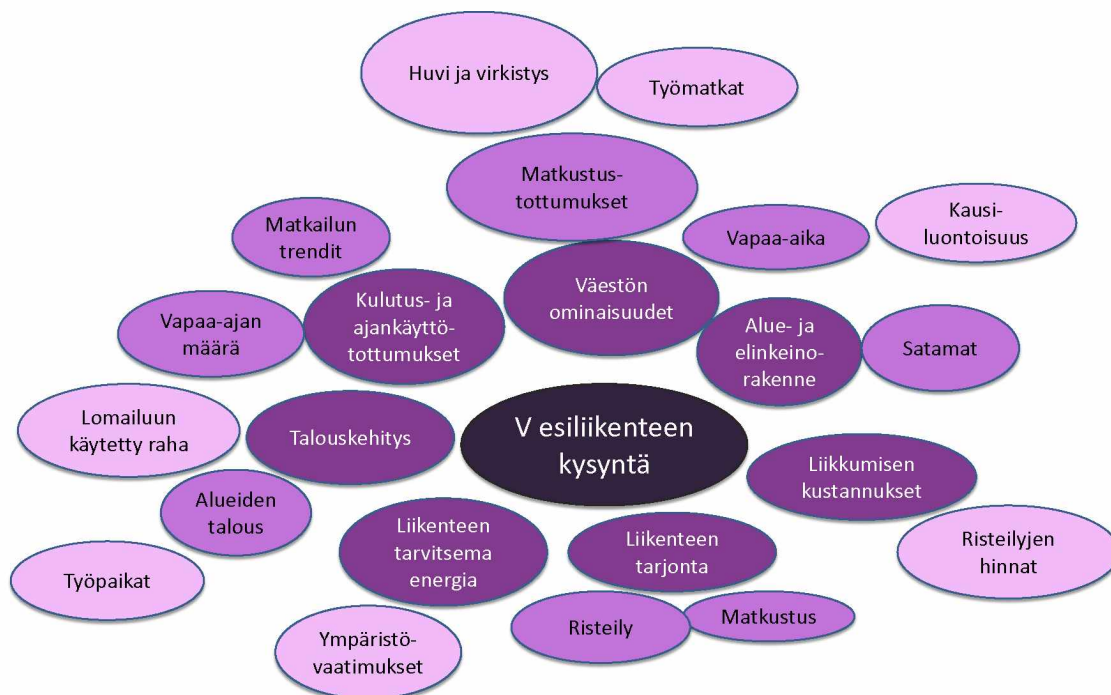 Huvi ja virkistys
Työmatkat
Matkustus-
tottumukset
Kausi-
luontoisuus
Matkailun
trendit
Vapaa-aika
Väestön
ominaisuudet
Kulutus- ja
ajankäyttö-
tottumukset
Vapaa-ajan
määrä
Alue- ja
elinkeino-
rakenne
Satamat
Lomailuun
käytetty raha
Talouskehitys
V esiliikenteen
kysyntä
Liikkumisen
kustannukset
Alueiden
talous
Liikenteen
tarvitsema
energia
Liikenteen
tarjonta
Risteilyjen
hinnat
Työpaikat
Risteily
Matkustus
Ympäristö-
vaatimukset